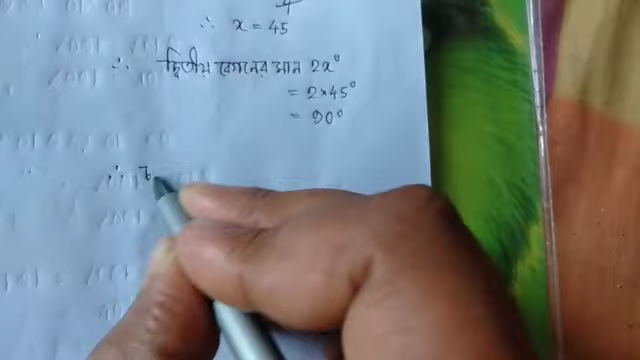 ∴ x = 45
∴ দ্বিতীয় কোনের মান 2x°
= 2×45°
= 90°
∴